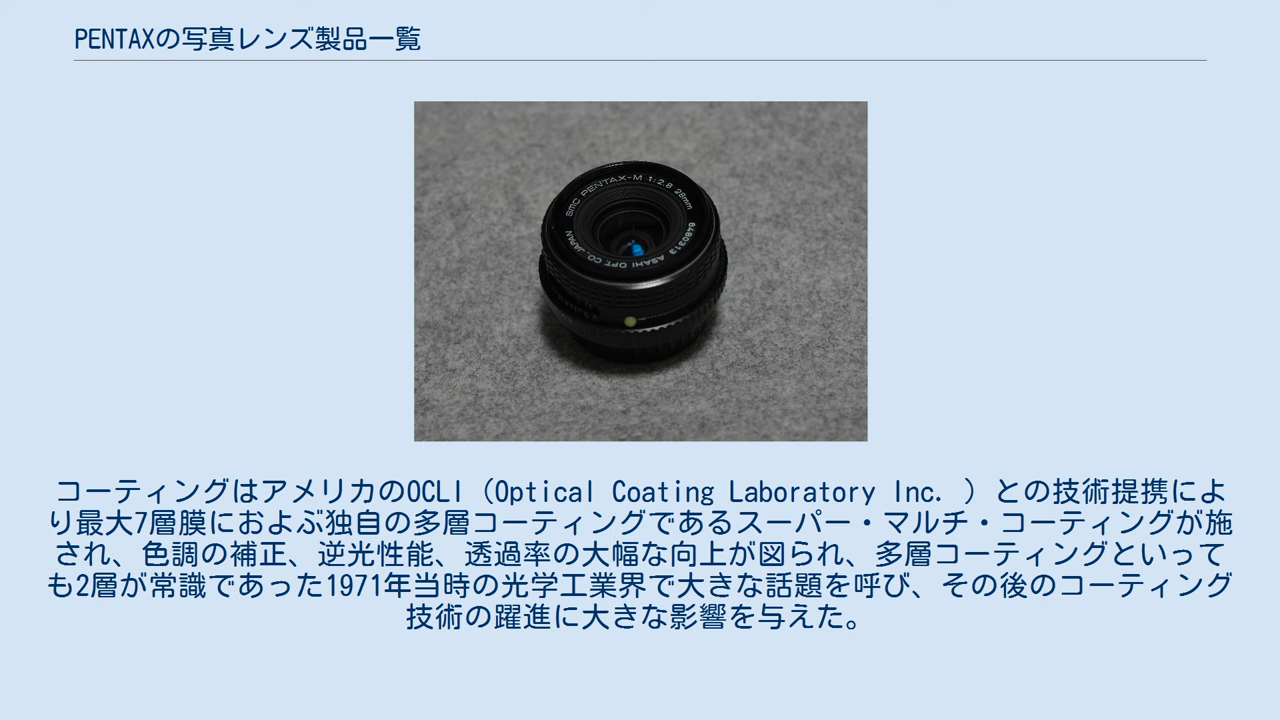 PENTAXの写真レンズ製品一覧
SMC PENTAX-M 1:2.8 28mm
6480313 ASAHI OPT. CO. JAPAN
コーティングはアメリカのOCLI（Optical Coating Laboratory Inc. ）との技術提携によ
り最大7層膜におよぶ独自の多層コーティングであるスーパー・マルチ・コーティングが施
され、色調の補正、逆光性能、透過率の大幅な向上が図られ、多層コーティングといって
も2層が常識であった1971年当時の光学工業界で大きな話題を呼び、その後のコーティング
技術の躍進に大きな影響を与えた。